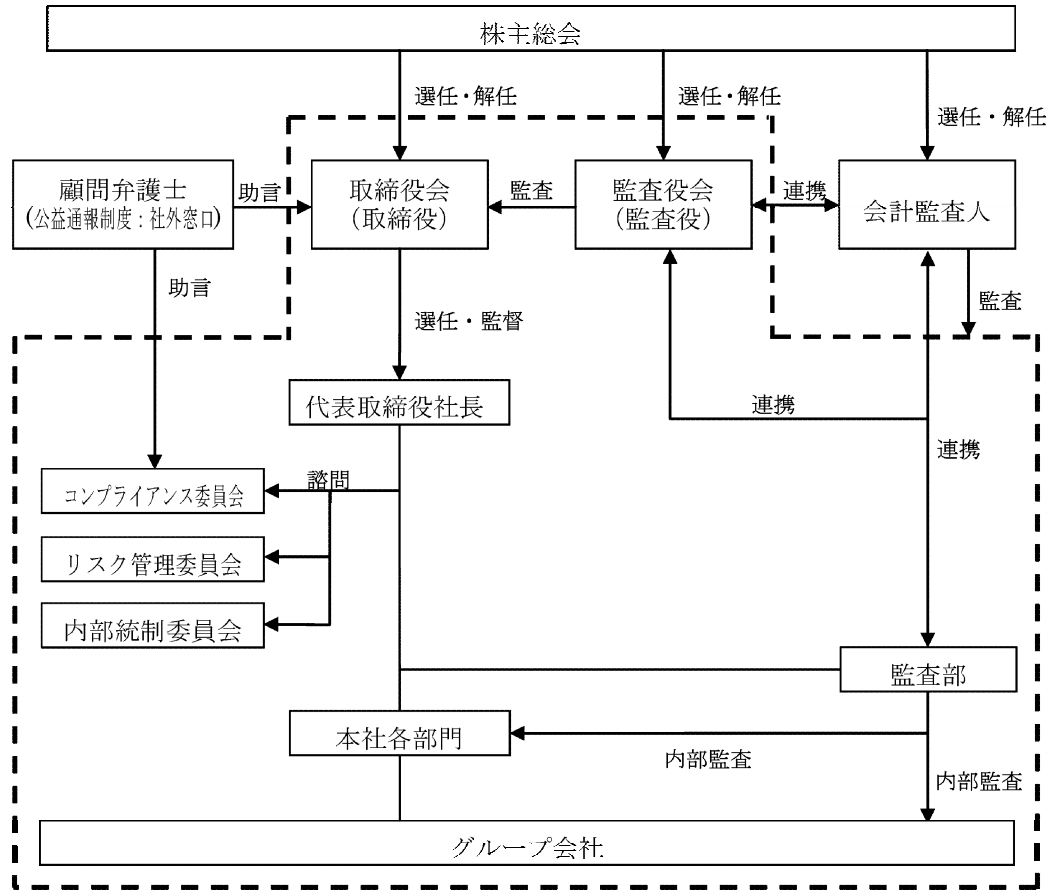 株主総会
選任・解任
選任・解任
選任・解任
顧問弁護士
(公益通報制度：社外窓口)
助言
取締役会
(取締役)
監査
監査役会
(監査役)
連携
会計監査人
助言
監査
選任・監督
代表取締役社長
連携
連携
諮問
コンプライアンス委員会
リスク管理委員会
内部統制委員会
監査部
本社各部門
内部監査
内部監査
グループ会社